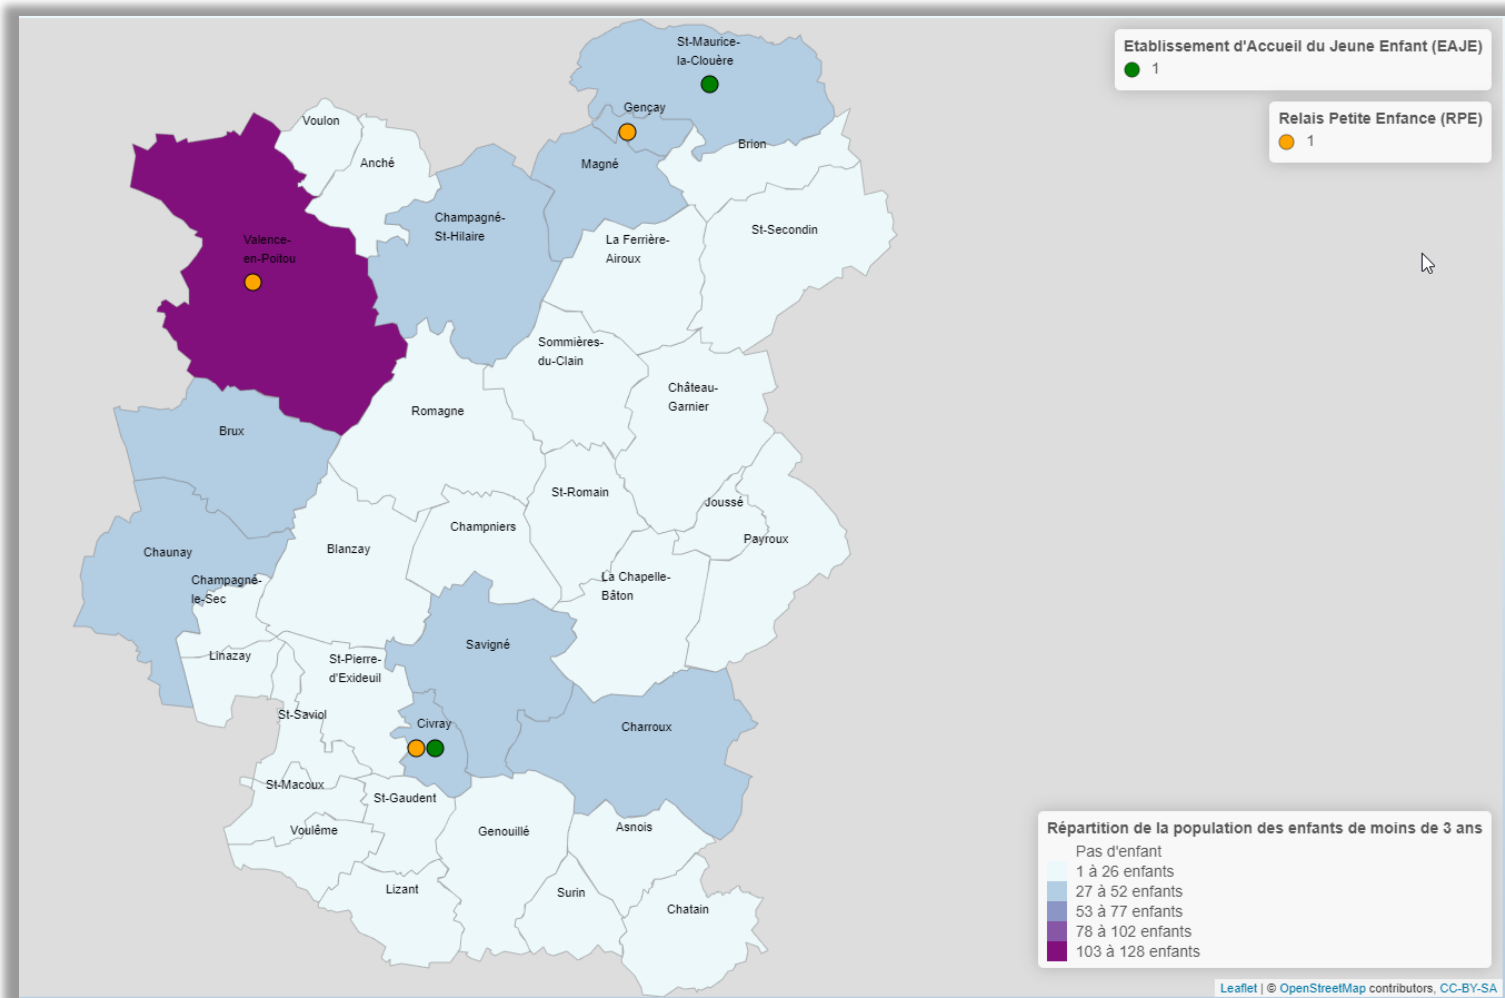 St-Maurice-
la-Clouère
Etablissement d'Accueil du Jeune Enfant (EAJE)
1
Gençay
Relais Petite Enfance (RPE)
1
Voulon
Anché
Magné
Brion
Champagné-
St-Hilaire
Valence-
en-Poitou
La Ferrière-
Airoux
St-Secondin
Sommières-
du-Clain
Château-
Garnier
Romagne
Brux
St-Romain
Joussé
Champniers
Payroux
Blanzay
Chaunay
Champagné-
le-Sec
La Chapelle-
Bâton
Savigné
Linazay
St-Pierre-
d'Exideuil
St-Saviol
Civray
Charroux
St-Macoux
St-Gaudent
Voulême
Genouillé
Asnois
Lizant
Surin
Chatain
Répartition de la population des enfants de moins de 3 ans
Pas d'enfant
1 à 26 enfants
27 à 52 enfants
53 à 77 enfants
78 à 102 enfants
103 à 128 enfants
Leaflet | © OpenStreetMap contributors, CC-BY-SA